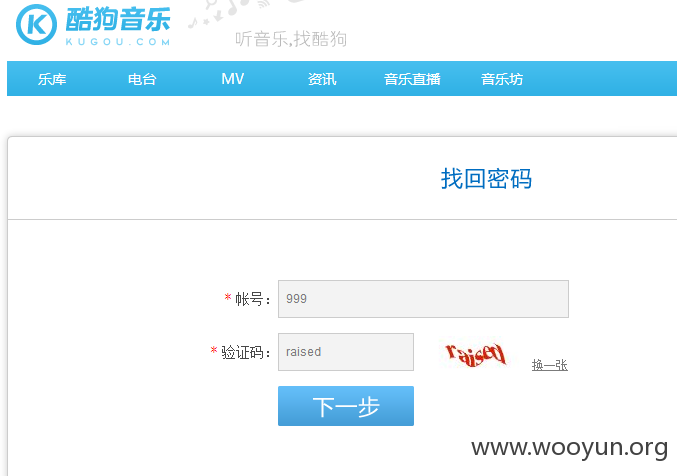 酷狗音乐
KUGOU.COM
听音乐,找酷狗
乐库 电台 MV 资讯 音乐直播 音乐坊
找回密码
* 帐号: 999
* 验证码: raised raised 换一张
下一步
www.wooyun.org